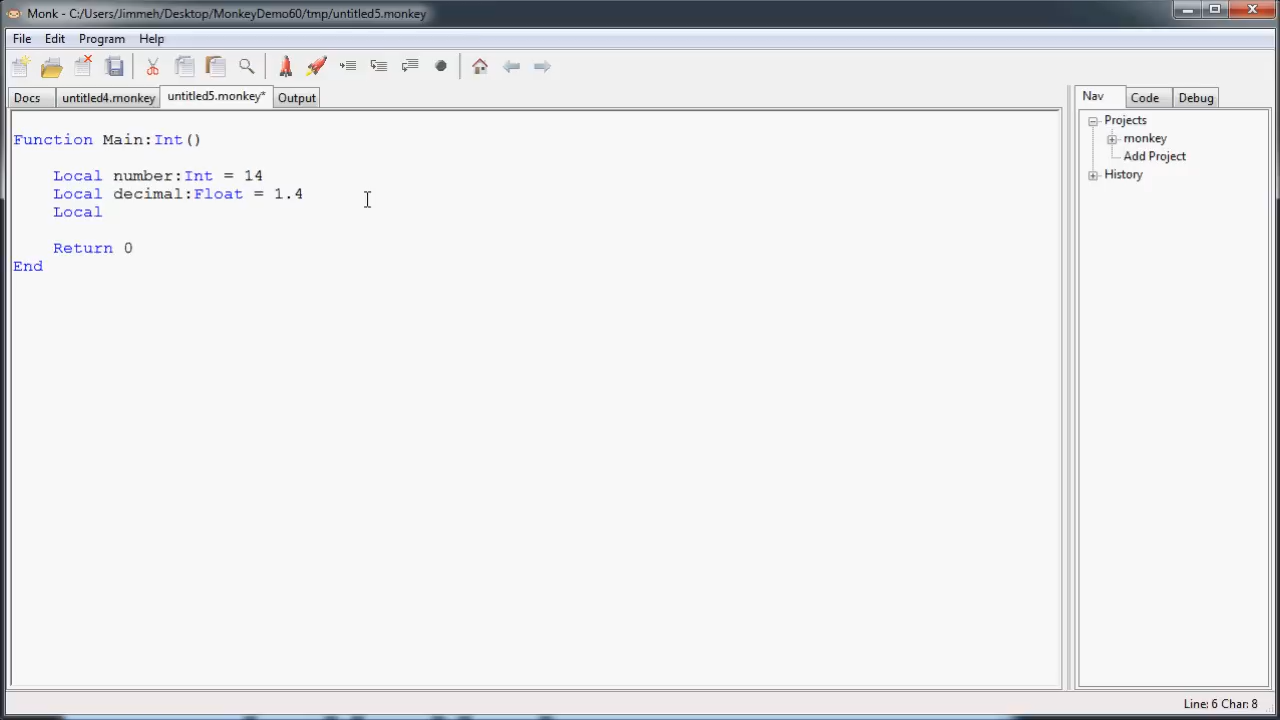 Monk - C:/Users/Jimmeh/Desktop/MonkeyDemo60/tmp/untitled5.monkey
File Edit Program Help
Docs untitled4.monkey untitled5.monkey* Output
Nav Code Debug
Function Main:Int()
Local number:Int = 14
Local decimal:Float = 1.4
Local
Return 0
End
Projects
monkey
Add Project
History
Line: 6 Char: 8